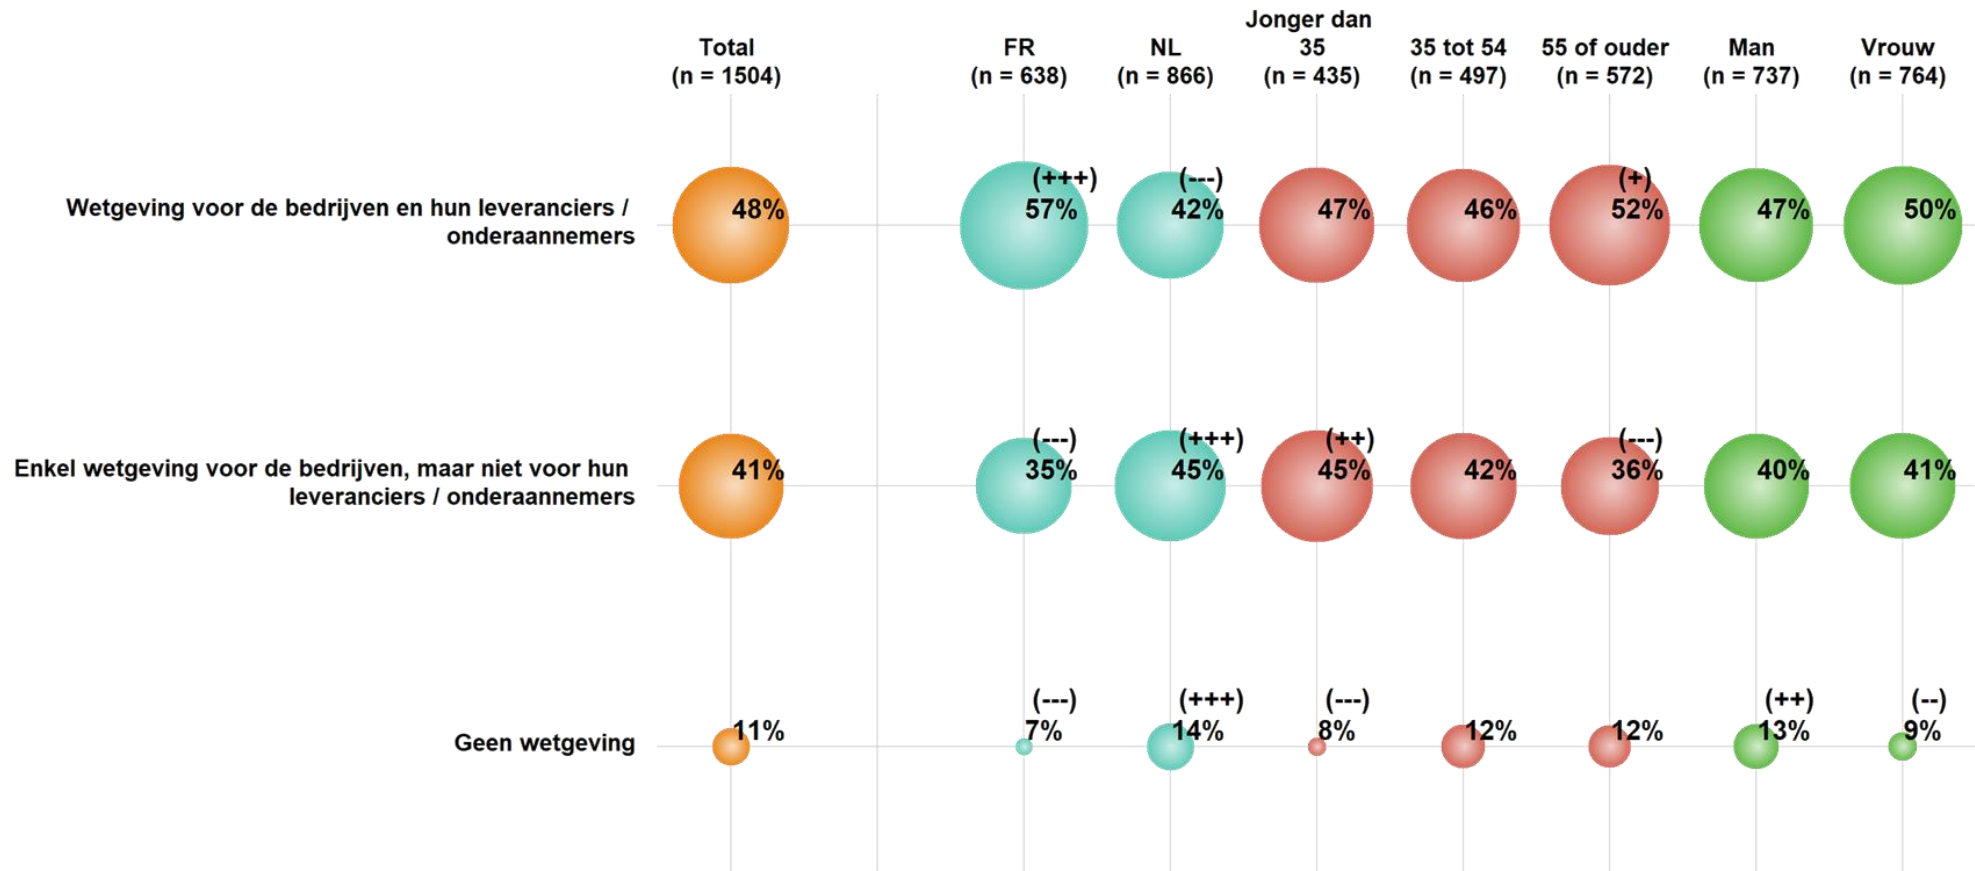 Total
(n = 1504)
FR
(n = 638)
NL
(n = 866)
Jonger dan
35
(n = 435)
35 tot 54
(n = 497)
55 of ouder
(n = 572)
Man
(n = 737)
Vrouw
(n = 764)
Wetgeving voor de bedrijven en hun leveranciers /
onderaannemers
48%
(+++)
57%
(---)
42%
47%
46%
(+)
52%
47%
50%
Enkel wetgeving voor de bedrijven, maar niet voor hun
leveranciers / onderaannemers
41%
(---)
35%
(+++)
45%
(++)
45%
42%
(---)
36%
40%
41%
Geen wetgeving
11%
(---)
7%
(+++)
14%
(---)
8%
12%
12%
(++)
13%
(--)
9%